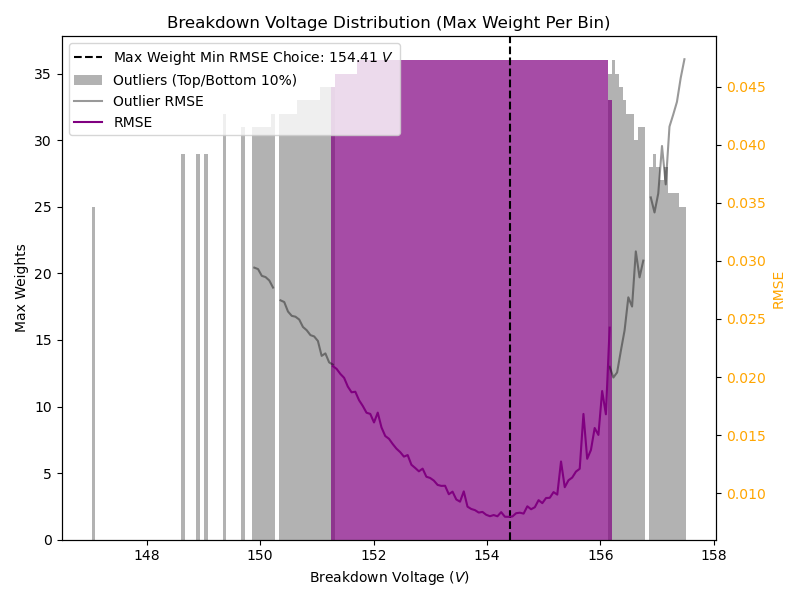 Breakdown Voltage Distribution (Max Weight Per Bin)
Max Weight Min RMSE Choice: 154.41 V
Outliers (Top/Bottom 10%)
Outlier RMSE
RMSE
Max Weights
35
30
25
20
15
10
5
0
0.045
0.040
0.035
0.030
0.025
0.020
0.015
0.010
RMSE
148
150
152
154
156
158
Breakdown Voltage (V)